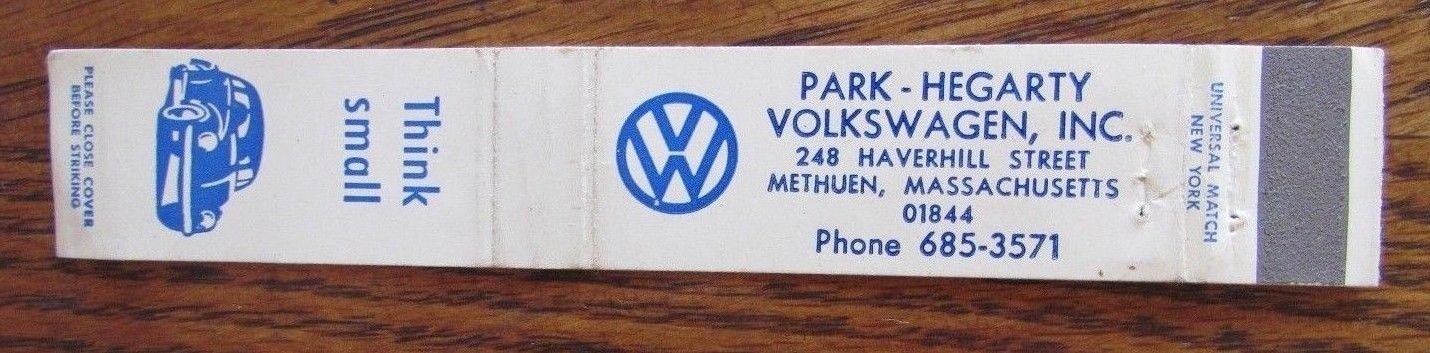 PLEASE CLOSE COVER
BEFORE STRIKING
Think
small
VW
PARK - HEGARTY
VOLKSWAGEN, INC.
248 HAVERHILL STREET
METHUEN, MASSACHUSETTS
01844
Phone 685-3571
UNIVERSAL MATCH
NEW YORK